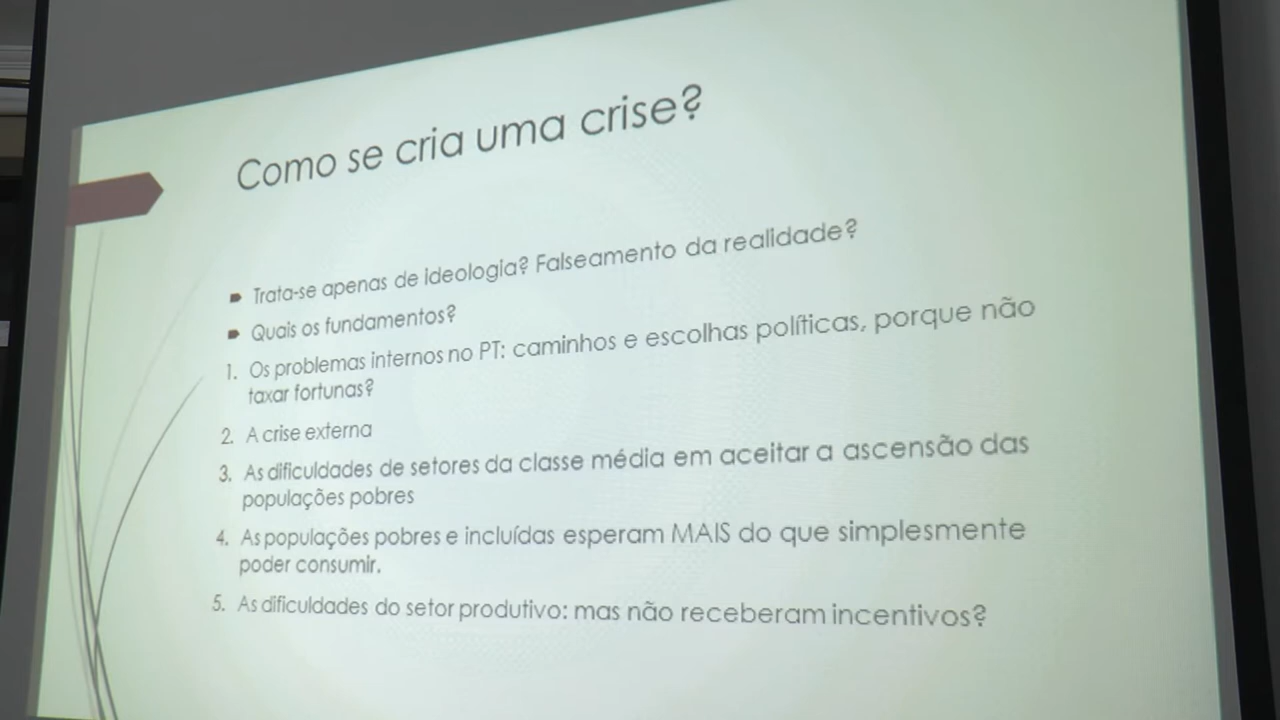 Como se cria uma crise?
Trata-se apenas de ideologia? Falseamento da realidade?
Quais os fundamentos?
1. Os problemas internos no PT: caminhos e escolhas políticas, porque não
taxar fortunas?
2. A crise externa
3. As dificuldades de setores da classe média em aceitar a ascensão das
populações pobres
4. As populações pobres e incluídas esperam MAIS do que simplesmente
poder consumir.
5. As dificuldades do setor produtivo: mas não receberam incentivos?